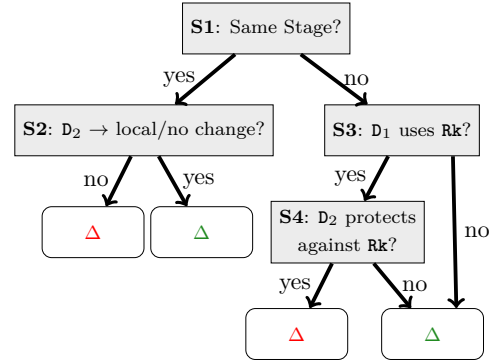 S1: Same Stage?
yes
no
S2: D₂ → local/no change?
S3: D₁ uses Rk?
no
yes
yes
no
S4: D₂ protects
against Rk?
Δ
Δ
yes
no
Δ
Δ